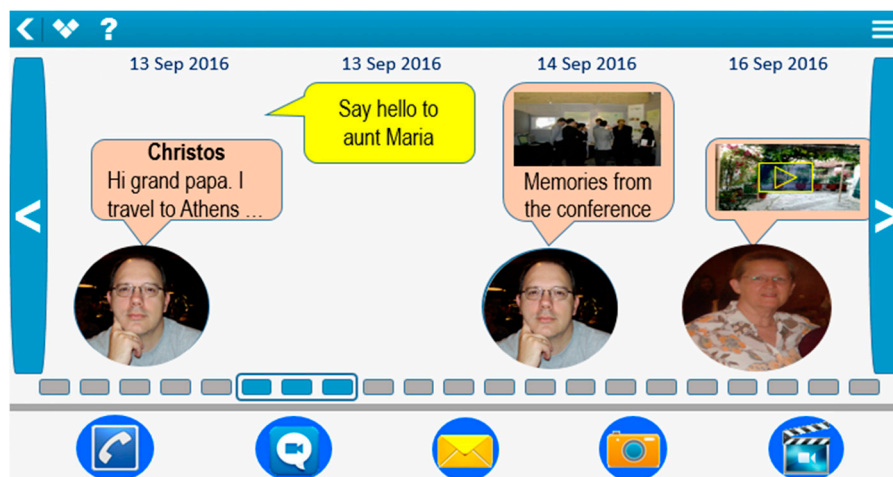 ?
13 Sep 2016
13 Sep 2016
14 Sep 2016
16 Sep 2016
Say hello to
aunt Maria
Christos
Hi grand papa. I
travel to Athens ...
Memories from
the conference